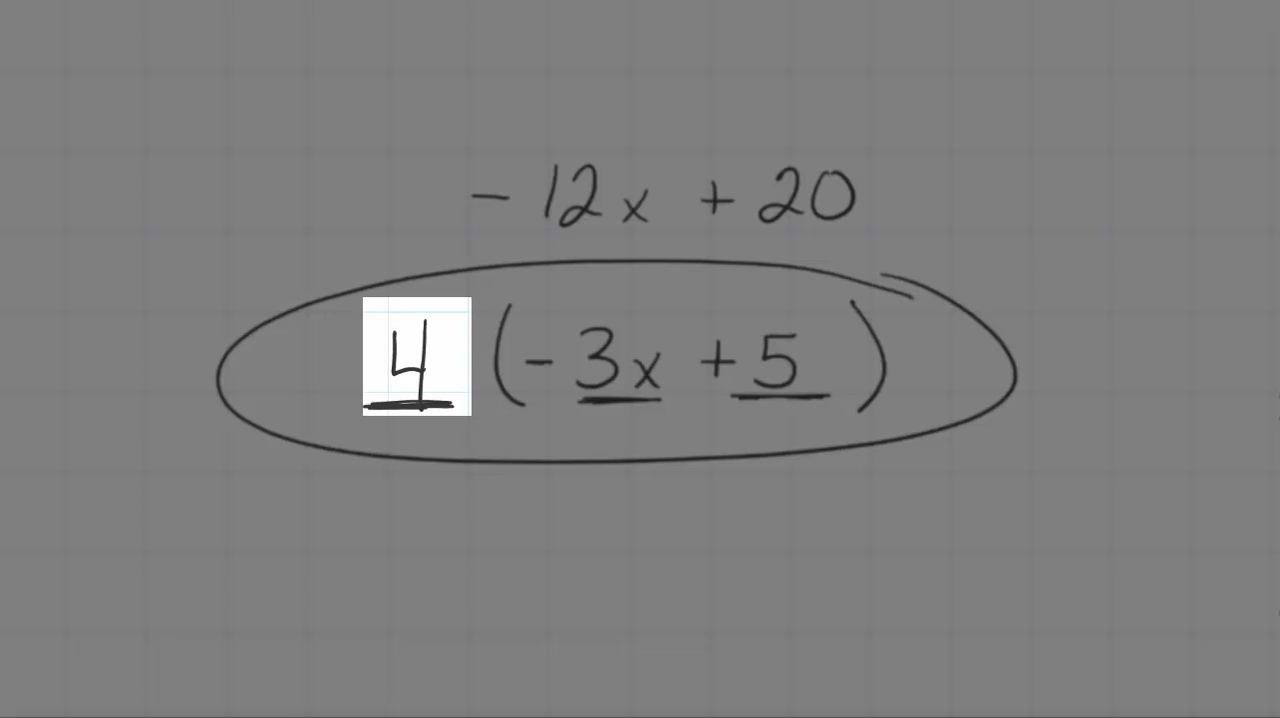 - 12x + 20
4 (- 3x + 5 )